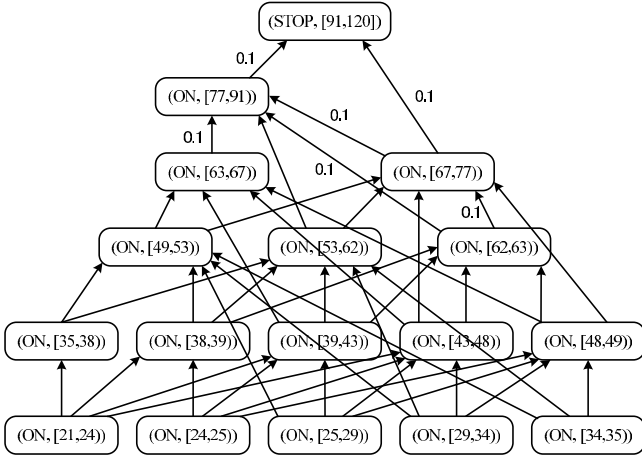 (STOP, [91,120])
0.1
(ON, [77,91))
0.1
0.1
0.1
(ON, [63,67))
0.1
(ON, [67,77))
0.1
(ON, [49,53))
(ON, [53,62))
(ON, [62,63))
(ON, [35,38))
(ON, [38,39))
(ON, [39,43))
(ON, [43,48))
(ON, [48,49))
(ON, [21,24))
(ON, [24,25))
(ON, [25,29))
(ON, [29,34))
(ON, [34,35))